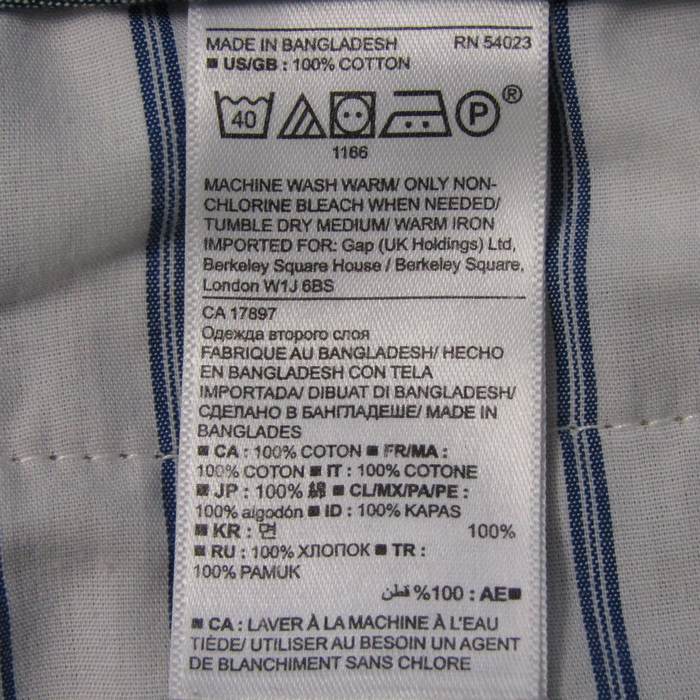 MADE IN BANGLADESH RN 54023
■ US/GB : 100% COTTON
40 P ®
1166
MACHINE WASH WARM/ ONLY NON-
CHLORINE BLEACH WHEN NEEDED/
TUMBLE DRY MEDIUM/ WARM IRON
IMPORTED FOR: Gap (UK Holdings) Ltd,
Berkeley Square House / Berkeley Square,
London W1J 6BS
CA 17897
Одежда второго слоя
FABRIQUE AU BANGLADESH/ HECHO
EN BANGLADESH CON TELA
IMPORTADA/ DIBUAT DI BANGLADESH/
СДЕЛАНО В БАНГЛАДЕШЕ/ MADE IN
BANGLADES
■ CA : 100% COTON ■ FR/MA :
100% COTON ■ IT : 100% COTONE
■ JP : 100% 綿 ■ CL/MX/PA/PE :
100% algodón ■ ID : 100% KAPAS
■ KR : 면 100%
■ RU : 100% ХЛОПОК ■ TR :
100% PAMUK
■AE : 100% قطن
■ CA : LAVER À LA MACHINE À L'EAU
TIÉDE/ UTILISER AU BESOIN UN AGENT
DE BLANCHIMENT SANS CHLORE